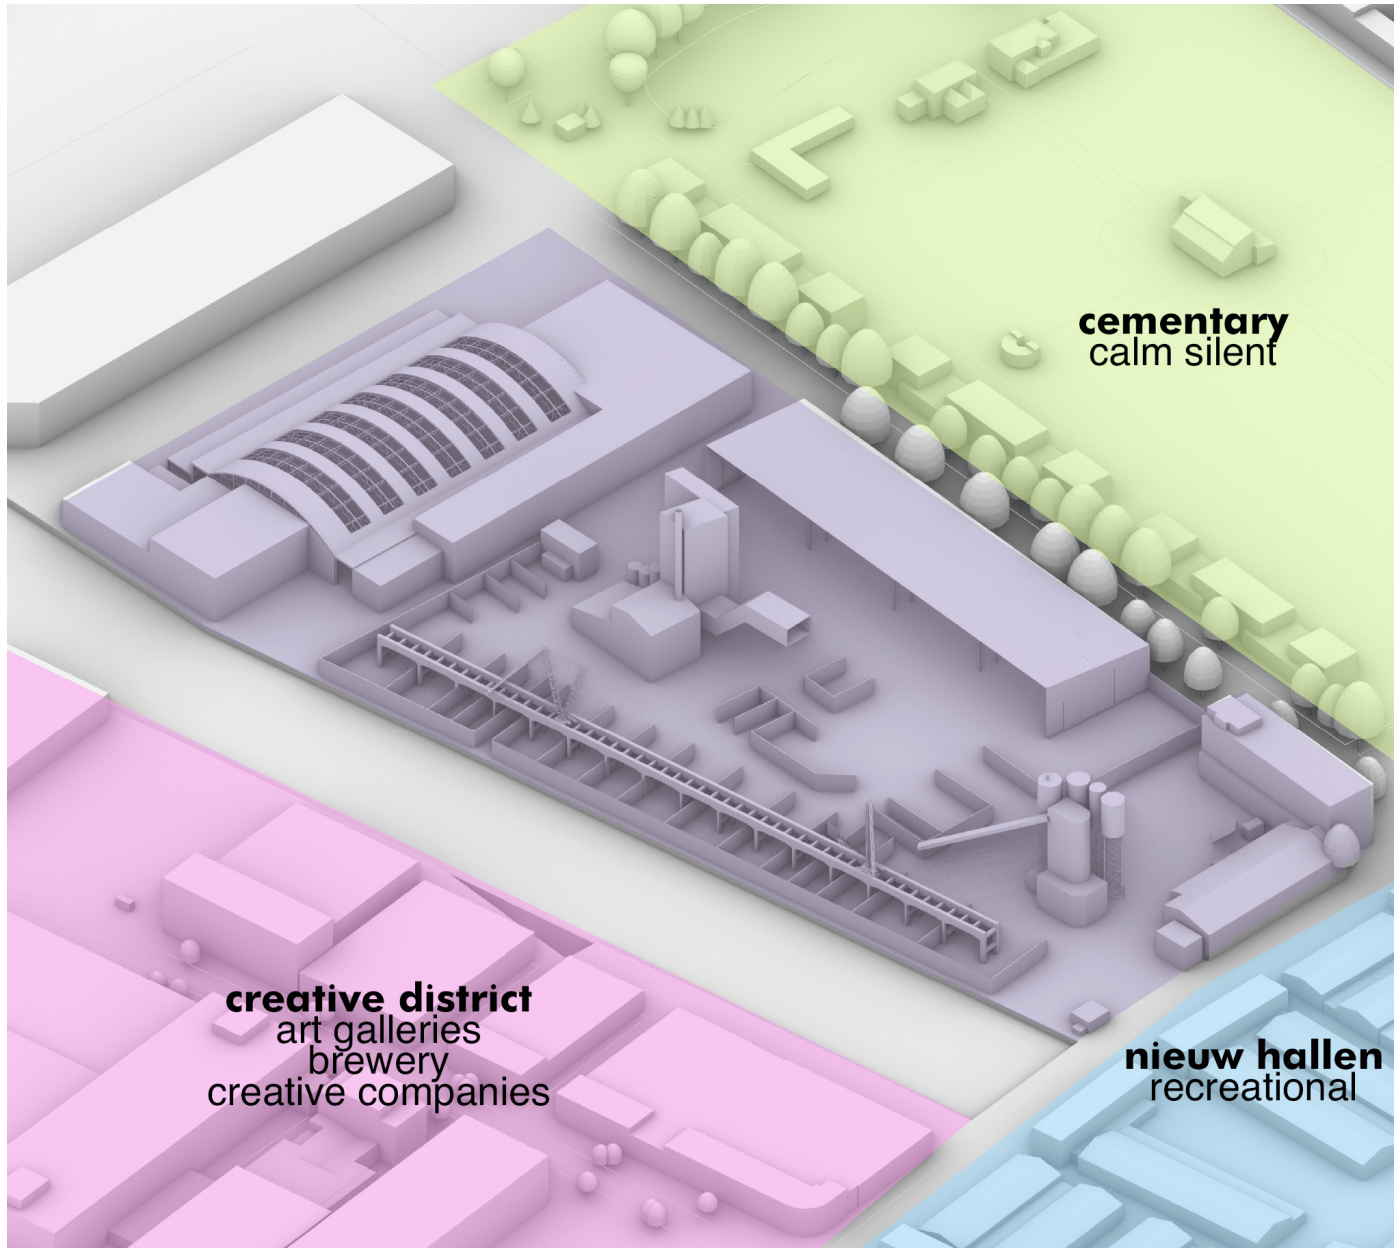 cementary
calm silent
creative district
art galleries
brewery
creative companies
nieuw hallen
recreational